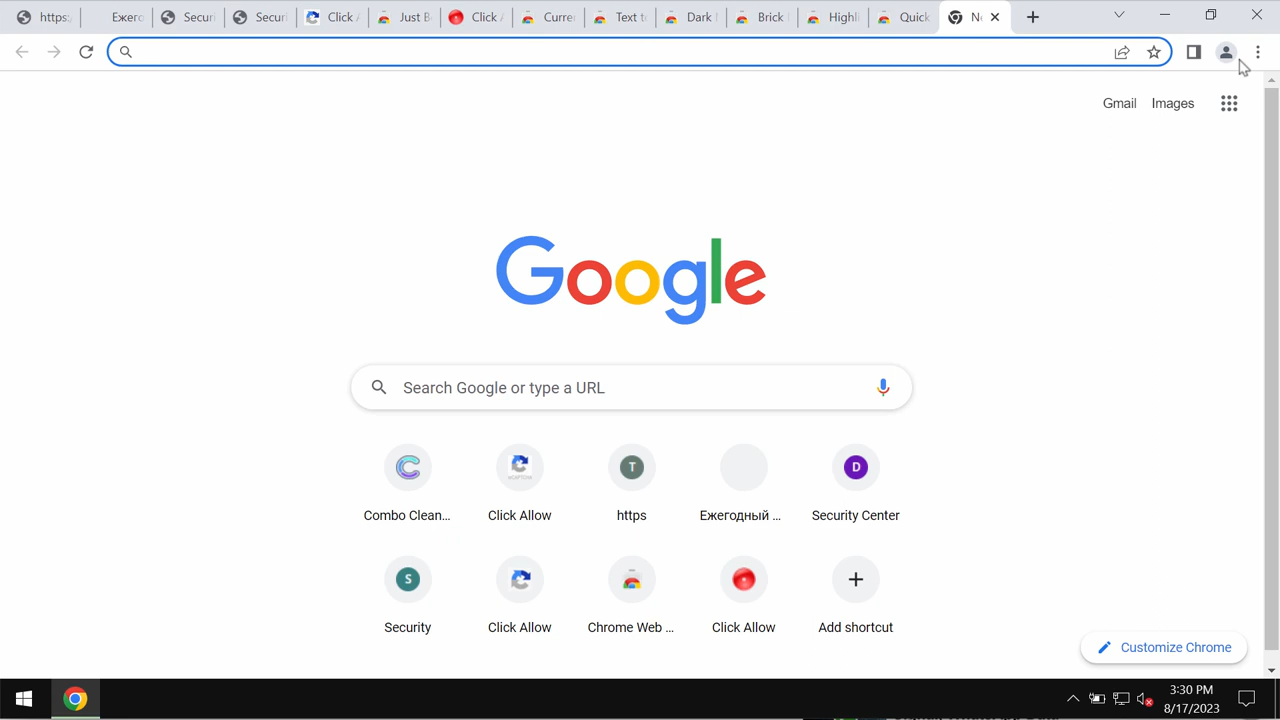 https:
Ежего
Securi
Securi
Click A
Just B
Click A
Curren
Text to
Dark M
Brick
Highli
Quick
Ne
Gmail Images
Google
Search Google or type a URL
C T D
Combo Clean... Click Allow https Ежегодный ... Security Center
S
Security Click Allow Chrome Web ... Click Allow Add shortcut
Customize Chrome
3:30 PM
8/17/2023